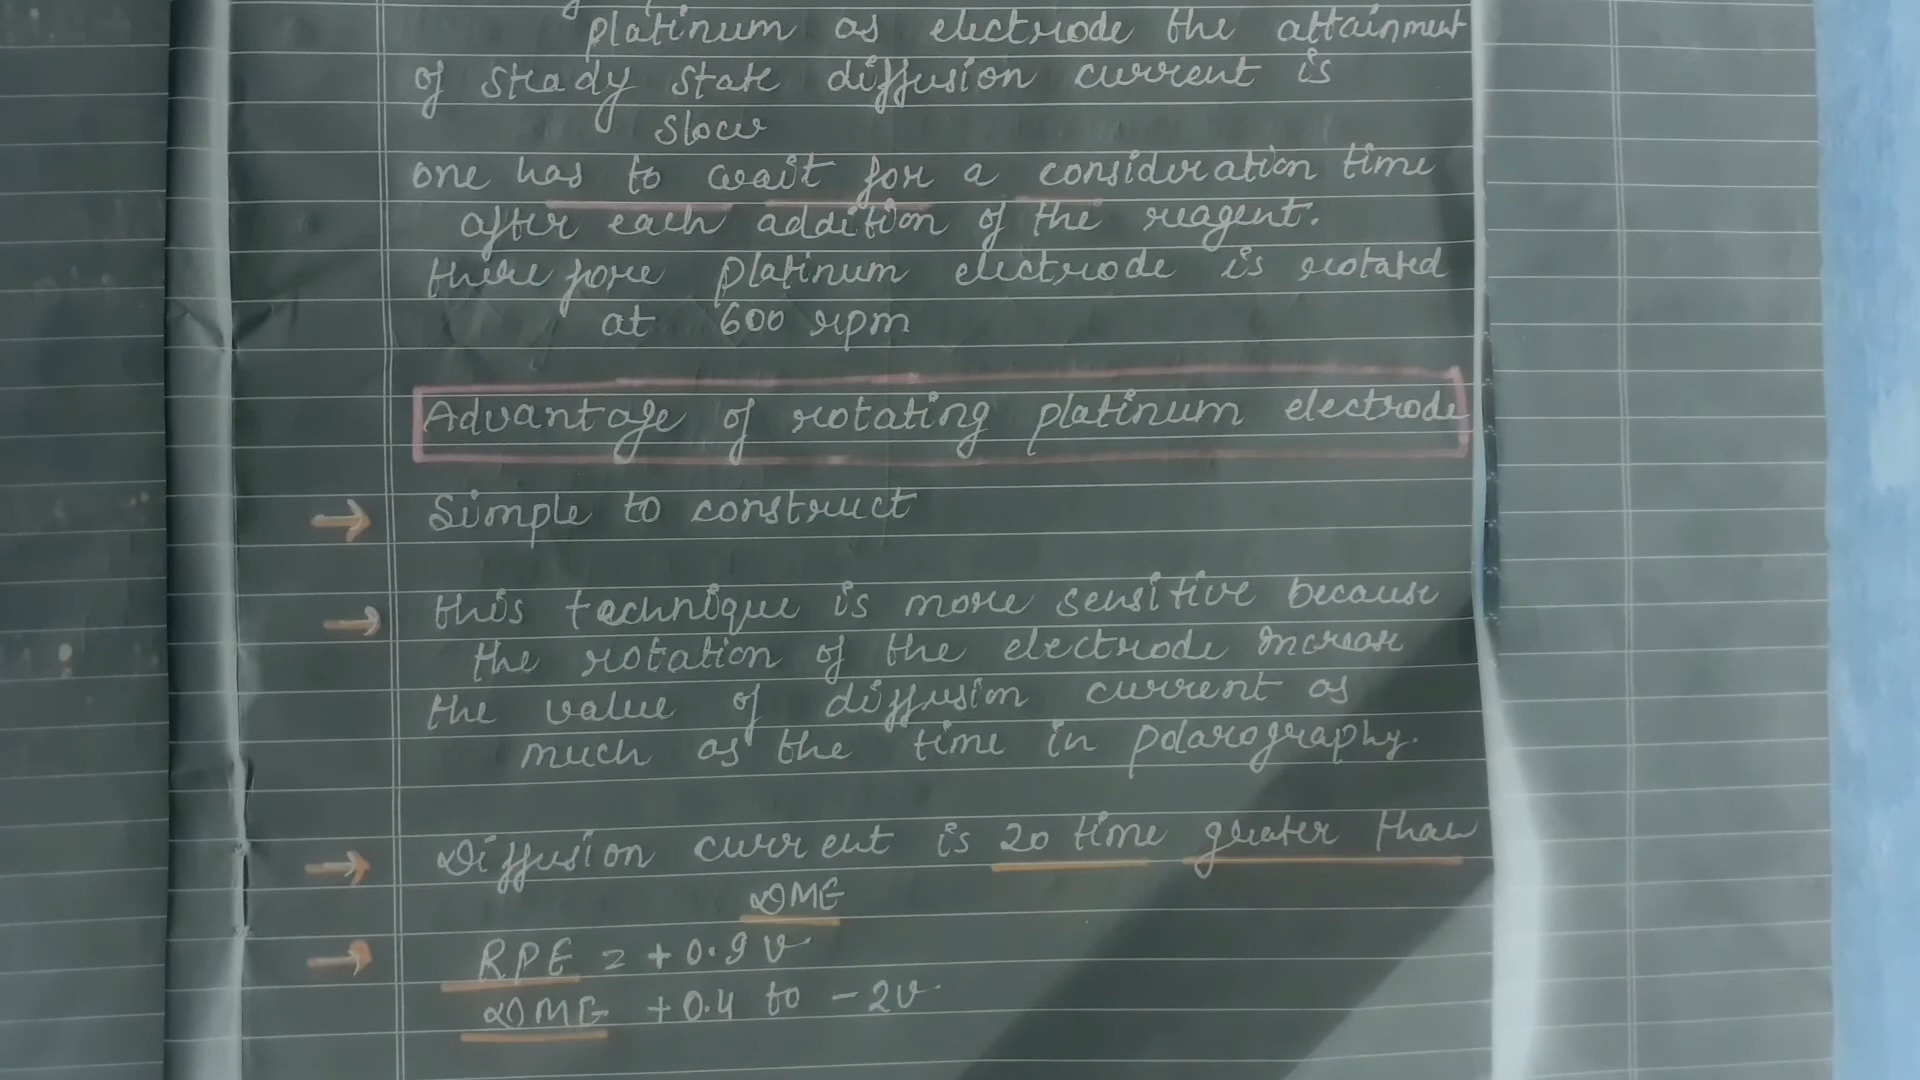 platinum as electrode the attainment
of steady state diffusion current is
slow
one has to wait for a consideration time
after each addition of the reagent.
there fore platinum electrode is rotated
at 600 rpm
Advantage of rotating platinum electrode
→ Simple to construct
→ this technique is more sensitive because
the rotation of the electrode increase
the value of diffusion current as
much as the time in polarography.
→ Diffusion current is 20 time greater than
DME
→ RPE = +0.9 v
DME +0.4 to -2v